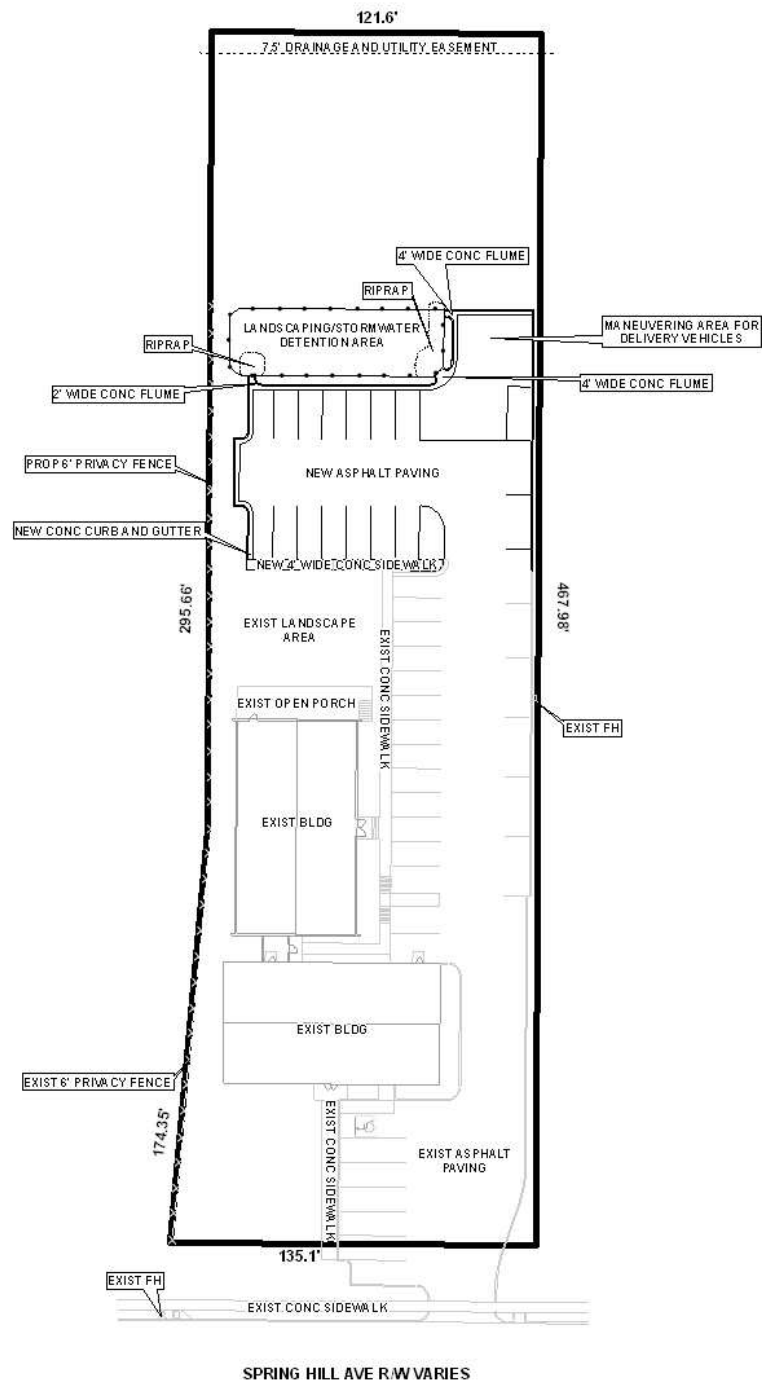 121.6'
7.5' DRAINAGE AND UTILITY EASEMENT
4' WIDE CONC FLUME
RIPRAP
LANDSCAPING/STORMWATER
DETENTION AREA
MANEUVERING AREA FOR
DELIVERY VEHICLES
RIPRAP
2' WIDE CONC FLUME
4' WIDE CONC FLUME
PROP 6' PRIVACY FENCE
NEW ASPHALT PAVING
NEW CONC CURB AND GUTTER
NEW 4' WIDE CONC SIDEWALK
295.66'
467.98'
EXIST LANDSCAPE
AREA
EXIST CONC SIDEWALK
EXIST OPEN PORCH
EXIST FH
EXIST BLDG
EXIST BLDG
EXIST 6' PRIVACY FENCE
174.35'
EXIST CONC SIDEWALK
EXIST ASPHALT
PAVING
135.1'
EXIST FH
EXIST CONC SIDEWALK
SPRING HILL AVE R/W VARIES